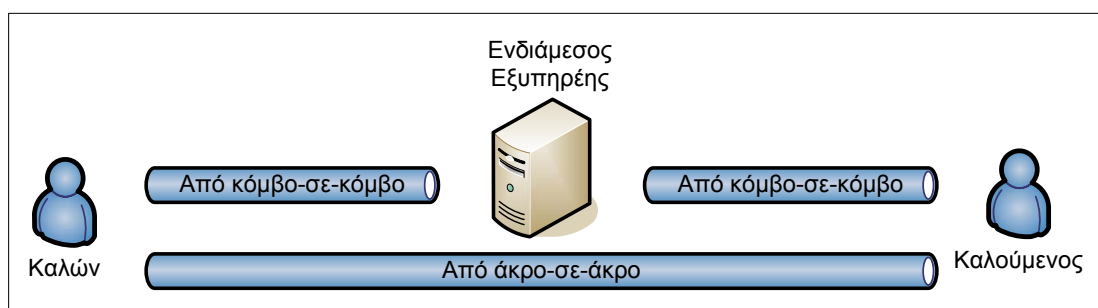 Ενδιάμεσος
Εξυπηρέης
Από κόμβο-σε-κόμβο
Από κόμβο-σε-κόμβο
Καλών
Από άκρο-σε-άκρο
Καλούμενος